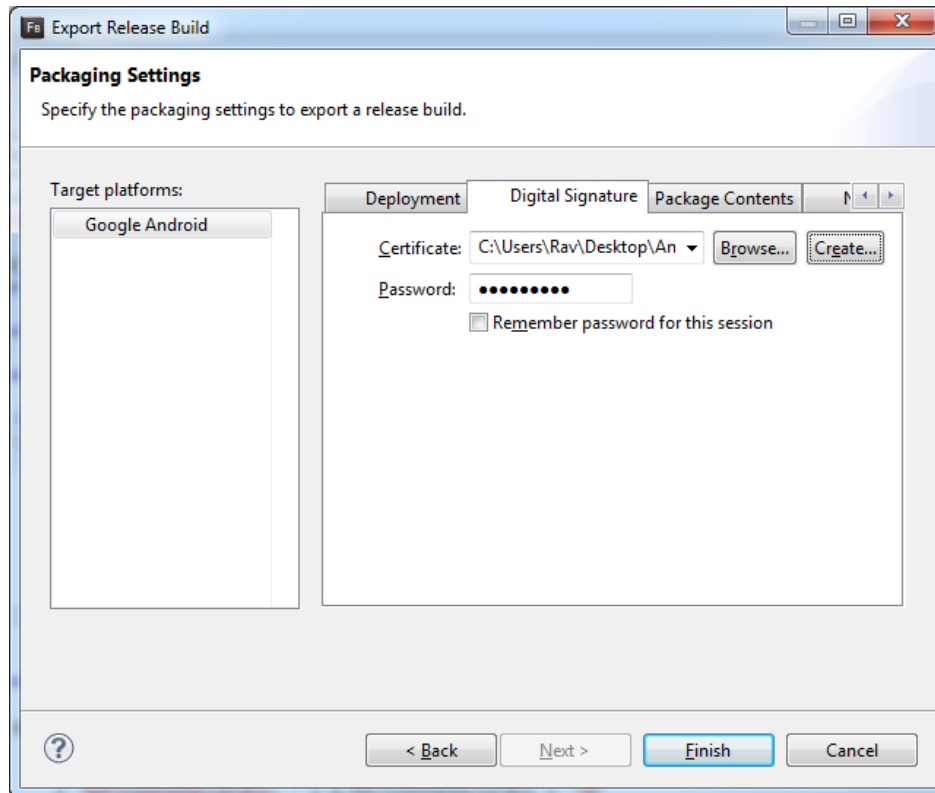 FB Export Release Build
Packaging Settings
Specify the packaging settings to export a release build.
Target platforms:
Google Android
Deployment Digital Signature Package Contents
Certificate: C:\Users\Rav\Desktop\An Browse... Create...
Password: •••••••••
Remember password for this session
? < Back Next > Finish Cancel